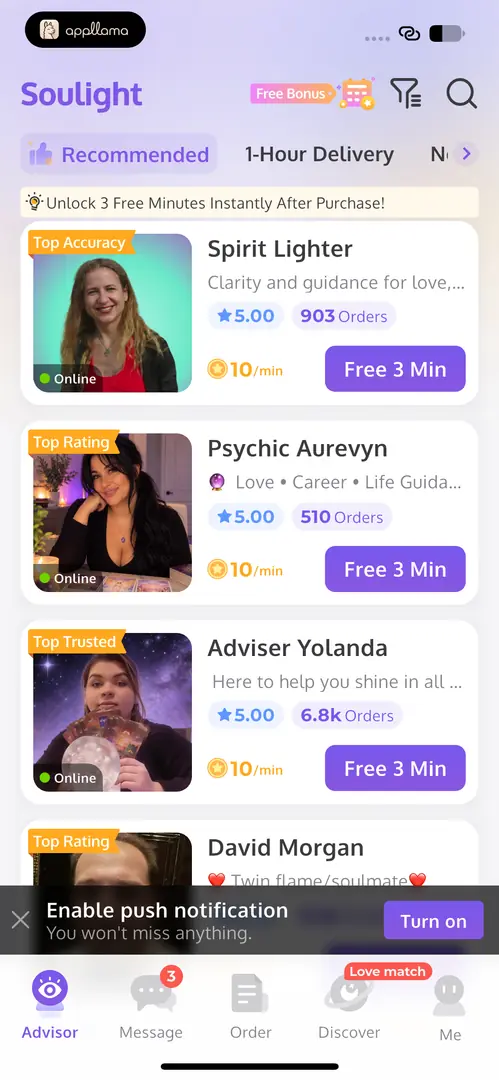 appllama
Soulight
Free Bonus
Recommended
1-Hour Delivery
Unlock 3 Free Minutes Instantly After Purchase!
Top Accuracy
Spirit Lighter
Clarity and guidance for love,...
5.00
903 Orders
Online
10/min
Free 3 Min
Top Rating
Psychic Aurevyn
Love • Career • Life Guida...
5.00
510 Orders
Online
10/min
Free 3 Min
Top Trusted
Adviser Yolanda
Here to help you shine in all ...
5.00
6.8k Orders
Online
10/min
Free 3 Min
Top Rating
David Morgan
Twin flame/soulmate
Enable push notification
You won't miss anything.
Turn on
3
Love match
Advisor
Message
Order
Discover
Me